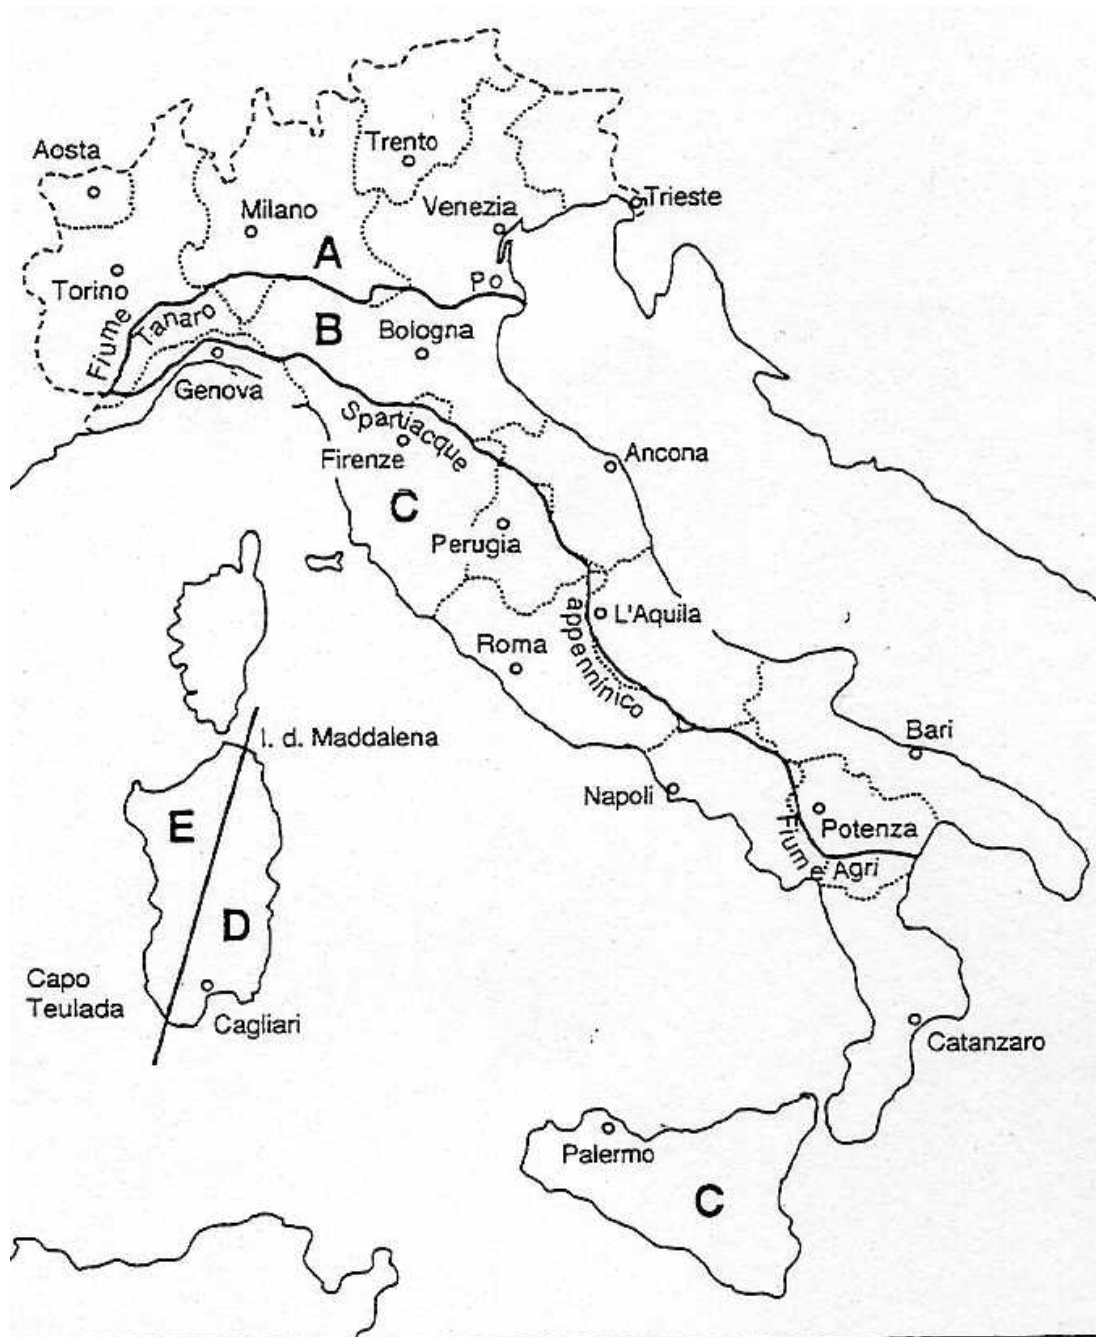 Aosta
Trento
Milano
Venezia
Trieste
A
Torino
Po
Fiume
Tanaro
B
Bologna
Genova
Spartiacque
Firenze
Ancona
C
Perugia
appenninico
L'Aquila
Roma
I. d. Maddalena
Bari
Napoli
E
Fiume Agri
Potenza
D
Capo
Teulada
Cagliari
Catanzaro
Palermo
C